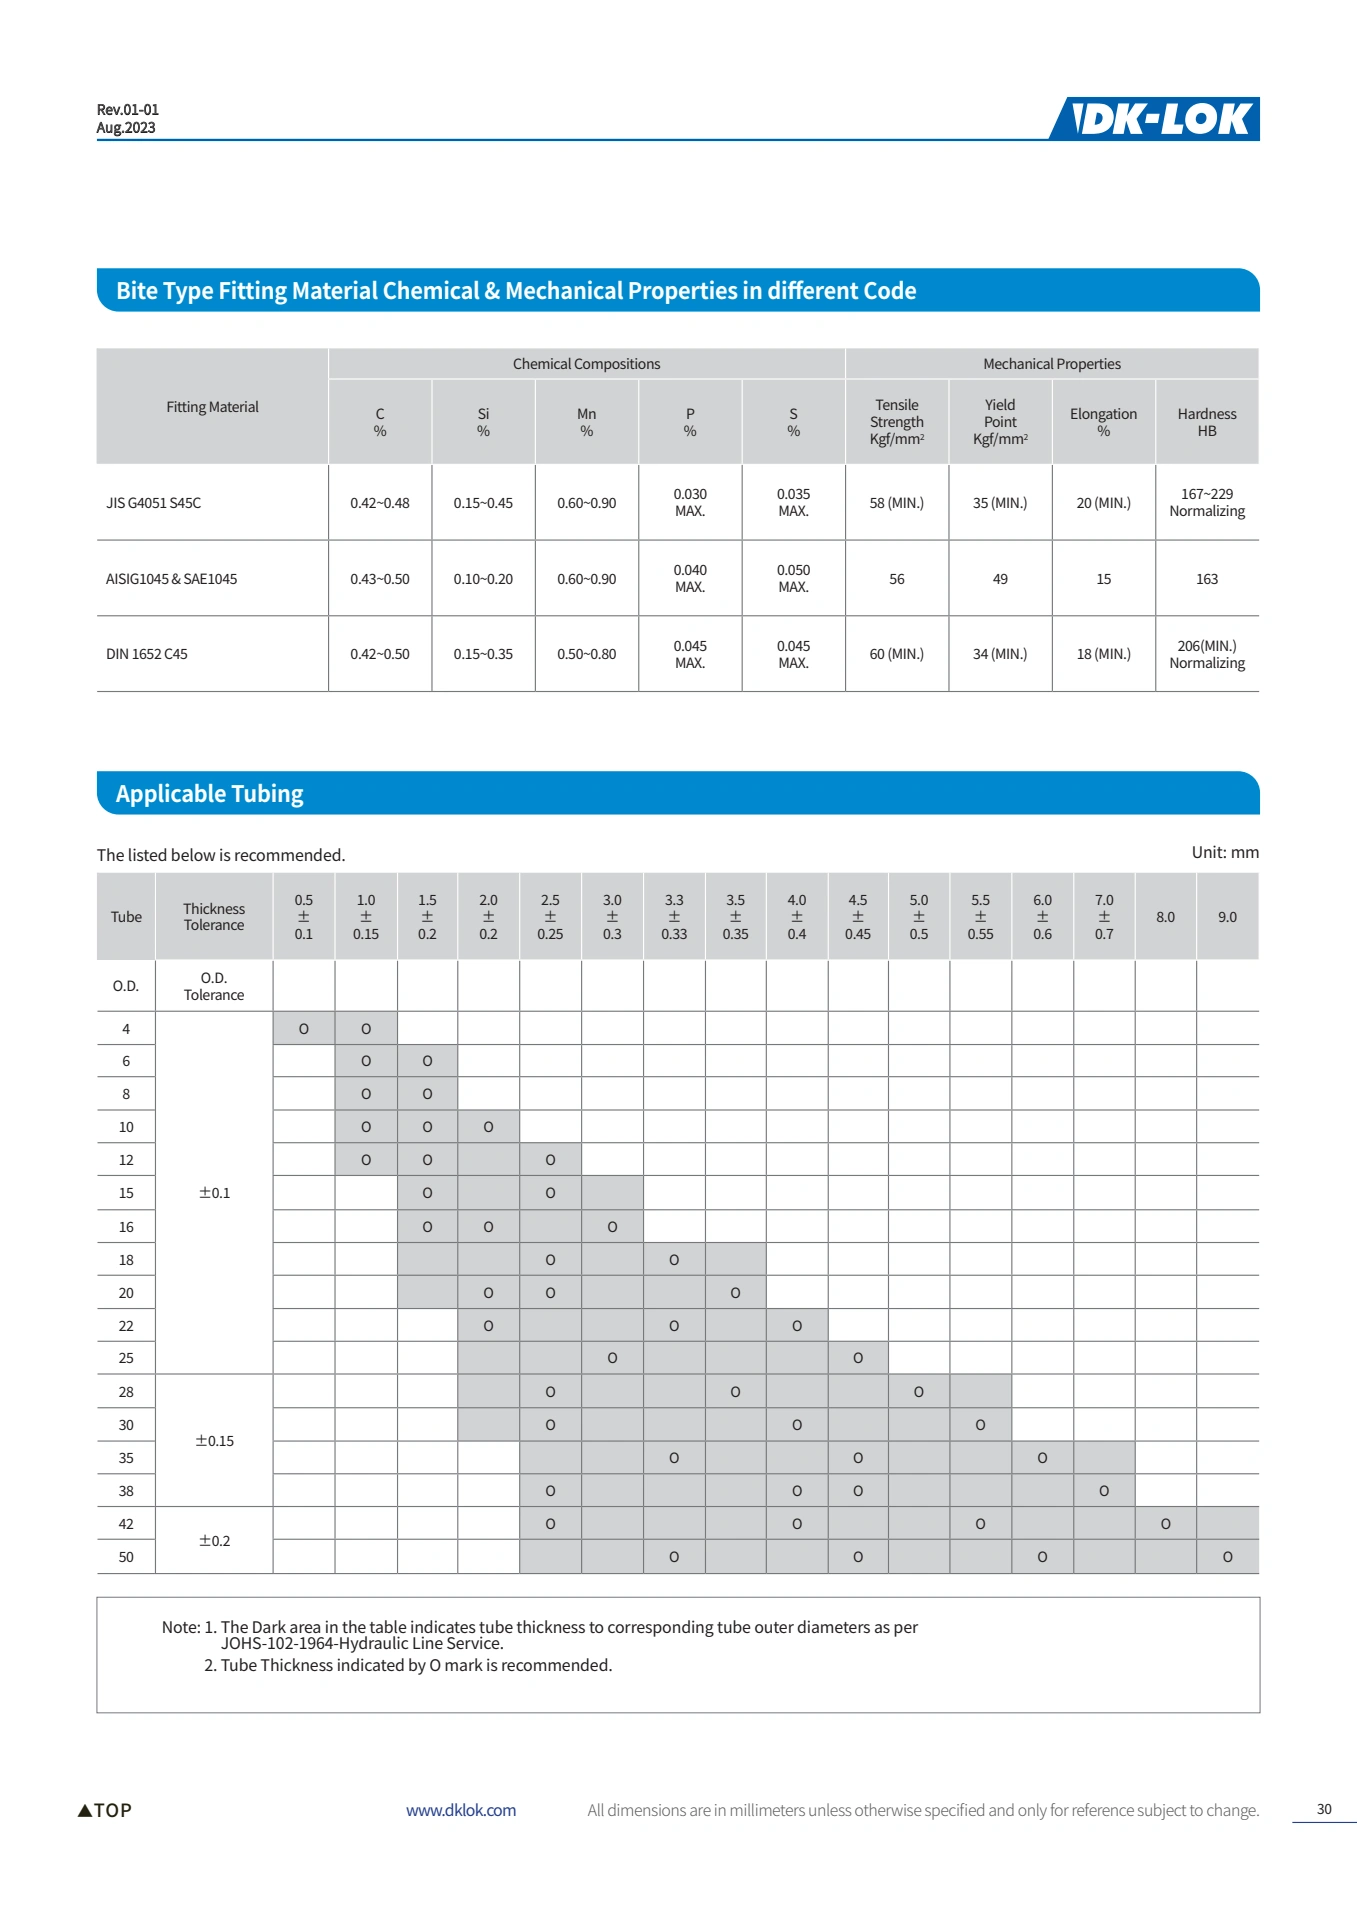 Rev.01-01
Aug.2023
DK-LOK
Bite Type Fitting Material Chemical & Mechanical Properties in different Code
Fitting Material
Chemical Compositions
Mechanical Properties
C
%
Si
%
Mn
%
P
%
S
%
Tensile
Strength
Kgf/mm²
Yield
Point
Kgf/mm²
Elongation
%
Hardness
HB
JIS G4051 S45C 0.42~0.48 0.15~0.45 0.60~0.90 0.030 MAX. 0.035 MAX. 58 (MIN.) 35 (MIN.) 20 (MIN.) 167~229 Normalizing
AISIG1045 & SAE1045 0.43~0.50 0.10~0.20 0.60~0.90 0.040 MAX. 0.050 MAX. 56 49 15 163
DIN 1652 C45 0.42~0.50 0.15~0.35 0.50~0.80 0.045 MAX. 0.045 MAX. 60 (MIN.) 34 (MIN.) 18 (MIN.) 206(MIN.) Normalizing
Applicable Tubing
The listed below is recommended.
Unit: mm
Tube
Thickness
Tolerance
0.5 ± 0.1
1.0 ± 0.15
1.5 ± 0.2
2.0 ± 0.2
2.5 ± 0.25
3.0 ± 0.3
3.3 ± 0.33
3.5 ± 0.35
4.0 ± 0.4
4.5 ± 0.45
5.0 ± 0.5
5.5 ± 0.55
6.0 ± 0.6
7.0 ± 0.7
8.0
9.0
O.D.
O.D.
Tolerance
4 O O
6 O O
8 O O
10 O O O
12 O O O
15 ±0.1 O O
16 O O O
18 O O
20 O O O
22 O O O
25 O O
28 O O O
30 O O O
±0.15
35 O O O
38 O O O O
42 O O O O
±0.2
50 O O O O
Note: 1. The Dark area in the table indicates tube thickness to corresponding tube outer diameters as per
JOHS-102-1964-Hydraulic Line Service.
2. Tube Thickness indicated by O mark is recommended.
▲TOP
www.dklok.com
All dimensions are in millimeters unless otherwise specified and only for reference subject to change.
30